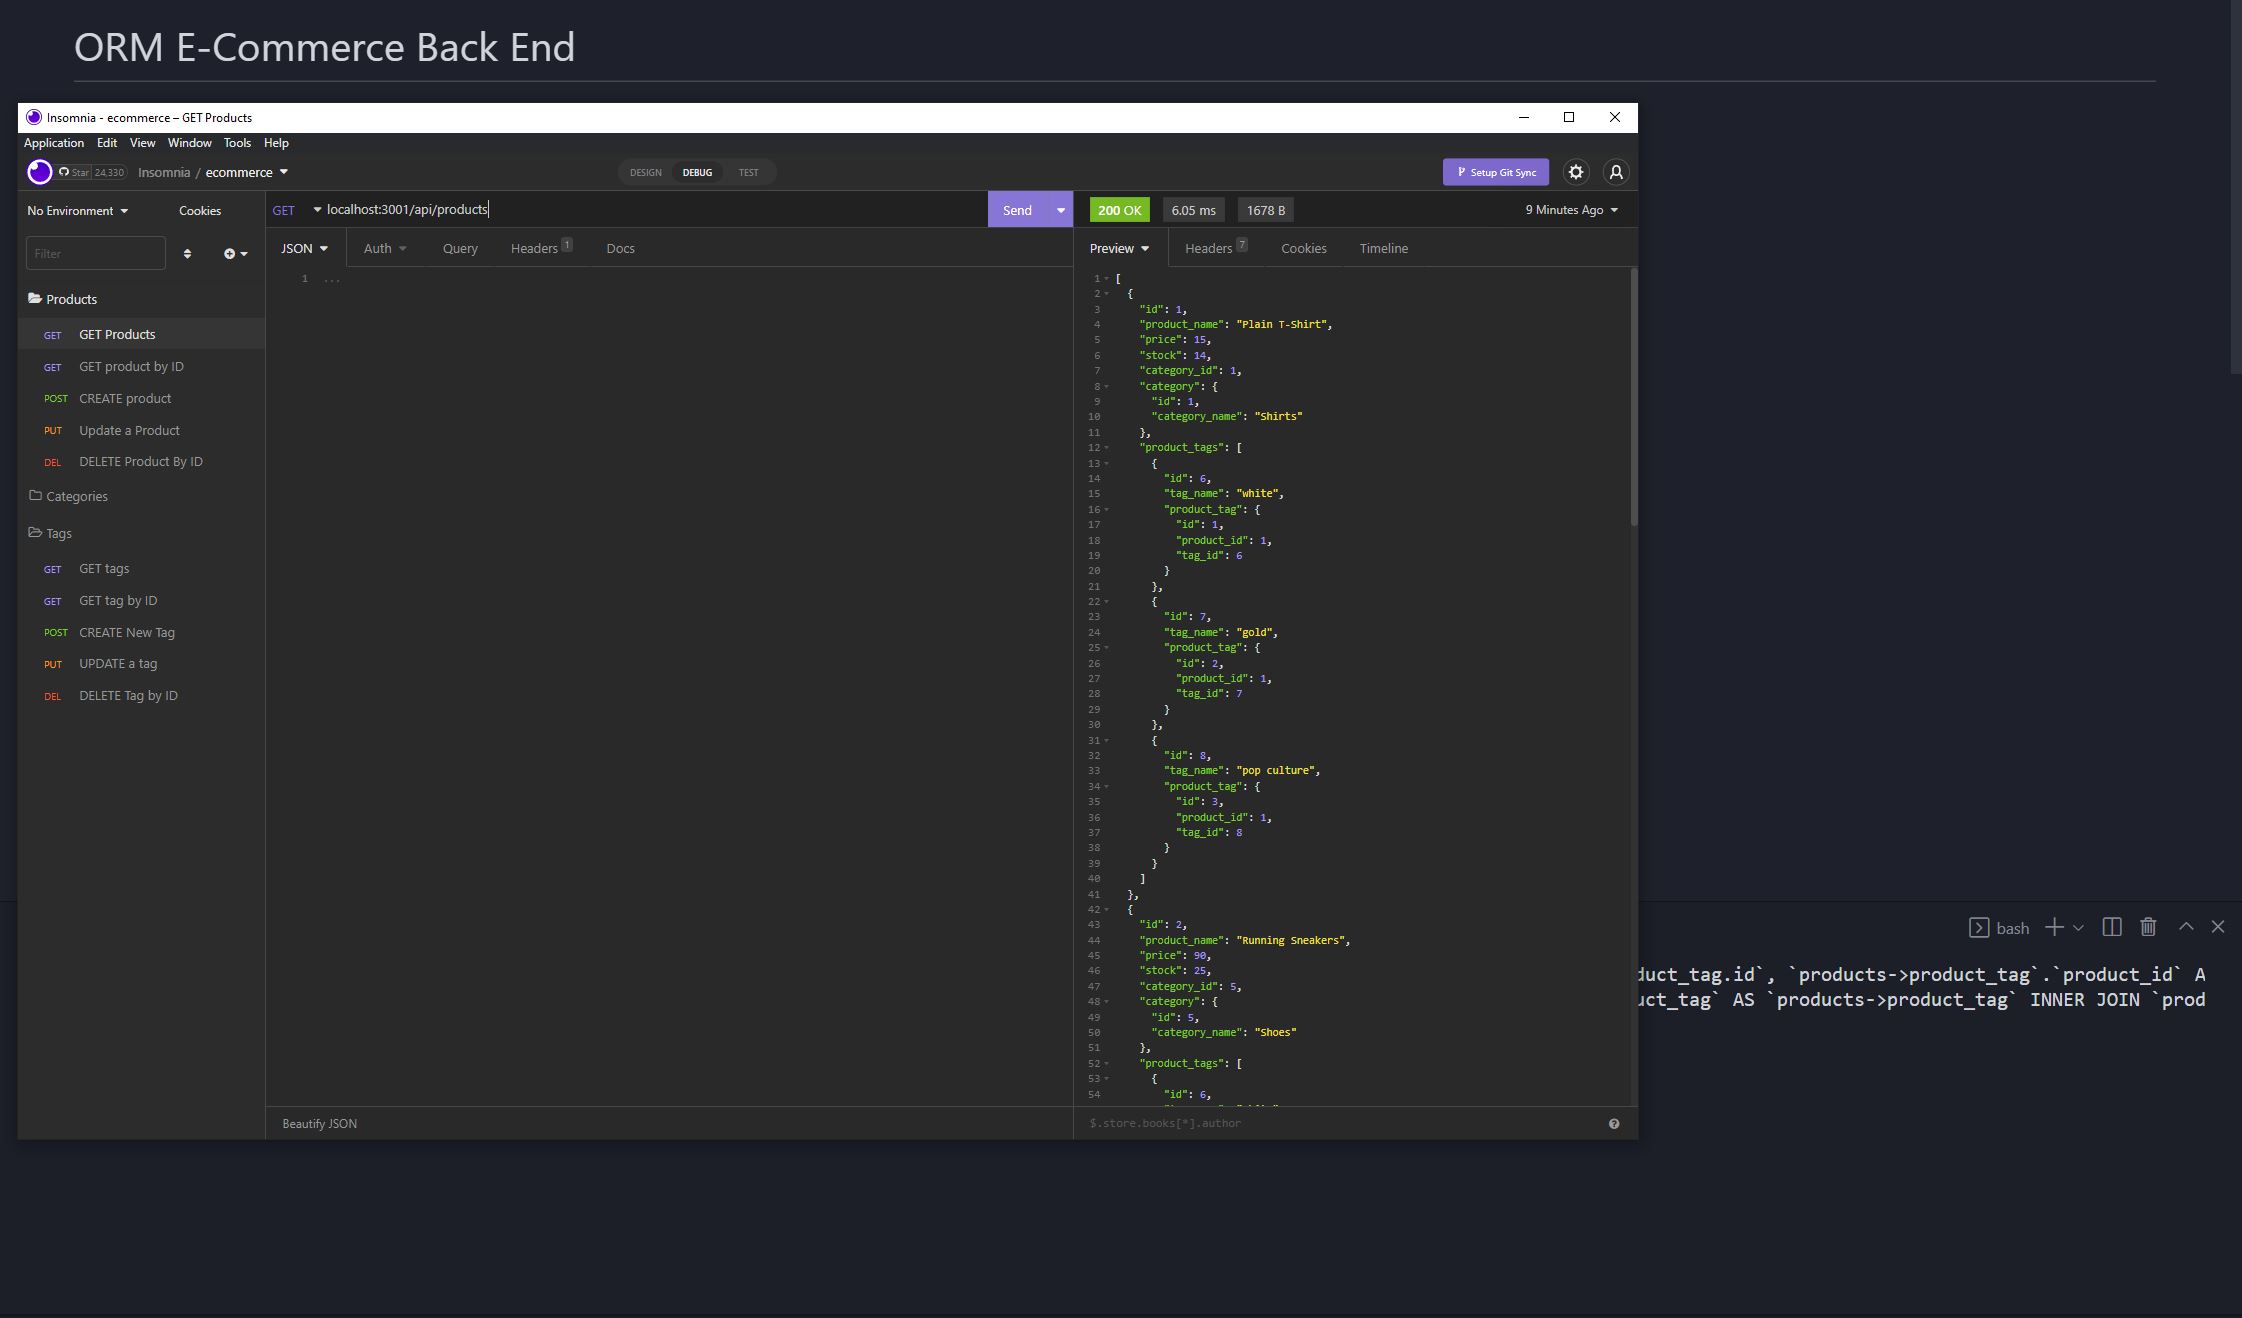 ORM E-Commerce Back End
Insomnia - ecommerce – GET Products
Application Edit View Window Tools Help
Star 24,330 Insomnia / ecommerce DESIGN DEBUG TEST Setup Git Sync
No Environment Cookies
Filter
Products
GET GET Products
GET GET product by ID
POST CREATE product
PUT Update a Product
DEL DELETE Product By ID
Categories
Tags
GET GET tags
GET GET tag by ID
POST CREATE New Tag
PUT UPDATE a tag
DEL DELETE Tag by ID
GET localhost:3001/api/products Send
JSON Auth Query Headers 1 Docs
1 ...
Beautify JSON
200 OK 6.05 ms 1678 B 9 Minutes Ago
Preview Headers 7 Cookies Timeline
1 [
2 {
3 "id": 1,
4 "product_name": "Plain T-Shirt",
5 "price": 15,
6 "stock": 14,
7 "category_id": 1,
8 "category": {
9 "id": 1,
10 "category_name": "Shirts"
11 },
12 "product_tags": [
13 {
14 "id": 6,
15 "tag_name": "white",
16 "product_tag": {
17 "id": 1,
18 "product_id": 1,
19 "tag_id": 6
20 }
21 },
22 {
23 "id": 7,
24 "tag_name": "gold",
25 "product_tag": {
26 "id": 2,
27 "product_id": 1,
28 "tag_id": 7
29 }
30 },
31 {
32 "id": 8,
33 "tag_name": "pop culture",
34 "product_tag": {
35 "id": 3,
36 "product_id": 1,
37 "tag_id": 8
38 }
39 }
40 ]
41 },
42 {
43 "id": 2,
44 "product_name": "Running Sneakers",
45 "price": 90,
46 "stock": 25,
47 "category_id": 5,
48 "category": {
49 "id": 5,
50 "category_name": "Shoes"
51 },
52 "product_tags": [
53 {
54 "id": 6,
$.store.books[*].author
bash
duct_tag.id`, `products->product_tag`.`product_id` A
uct_tag` AS `products->product_tag` INNER JOIN `prod